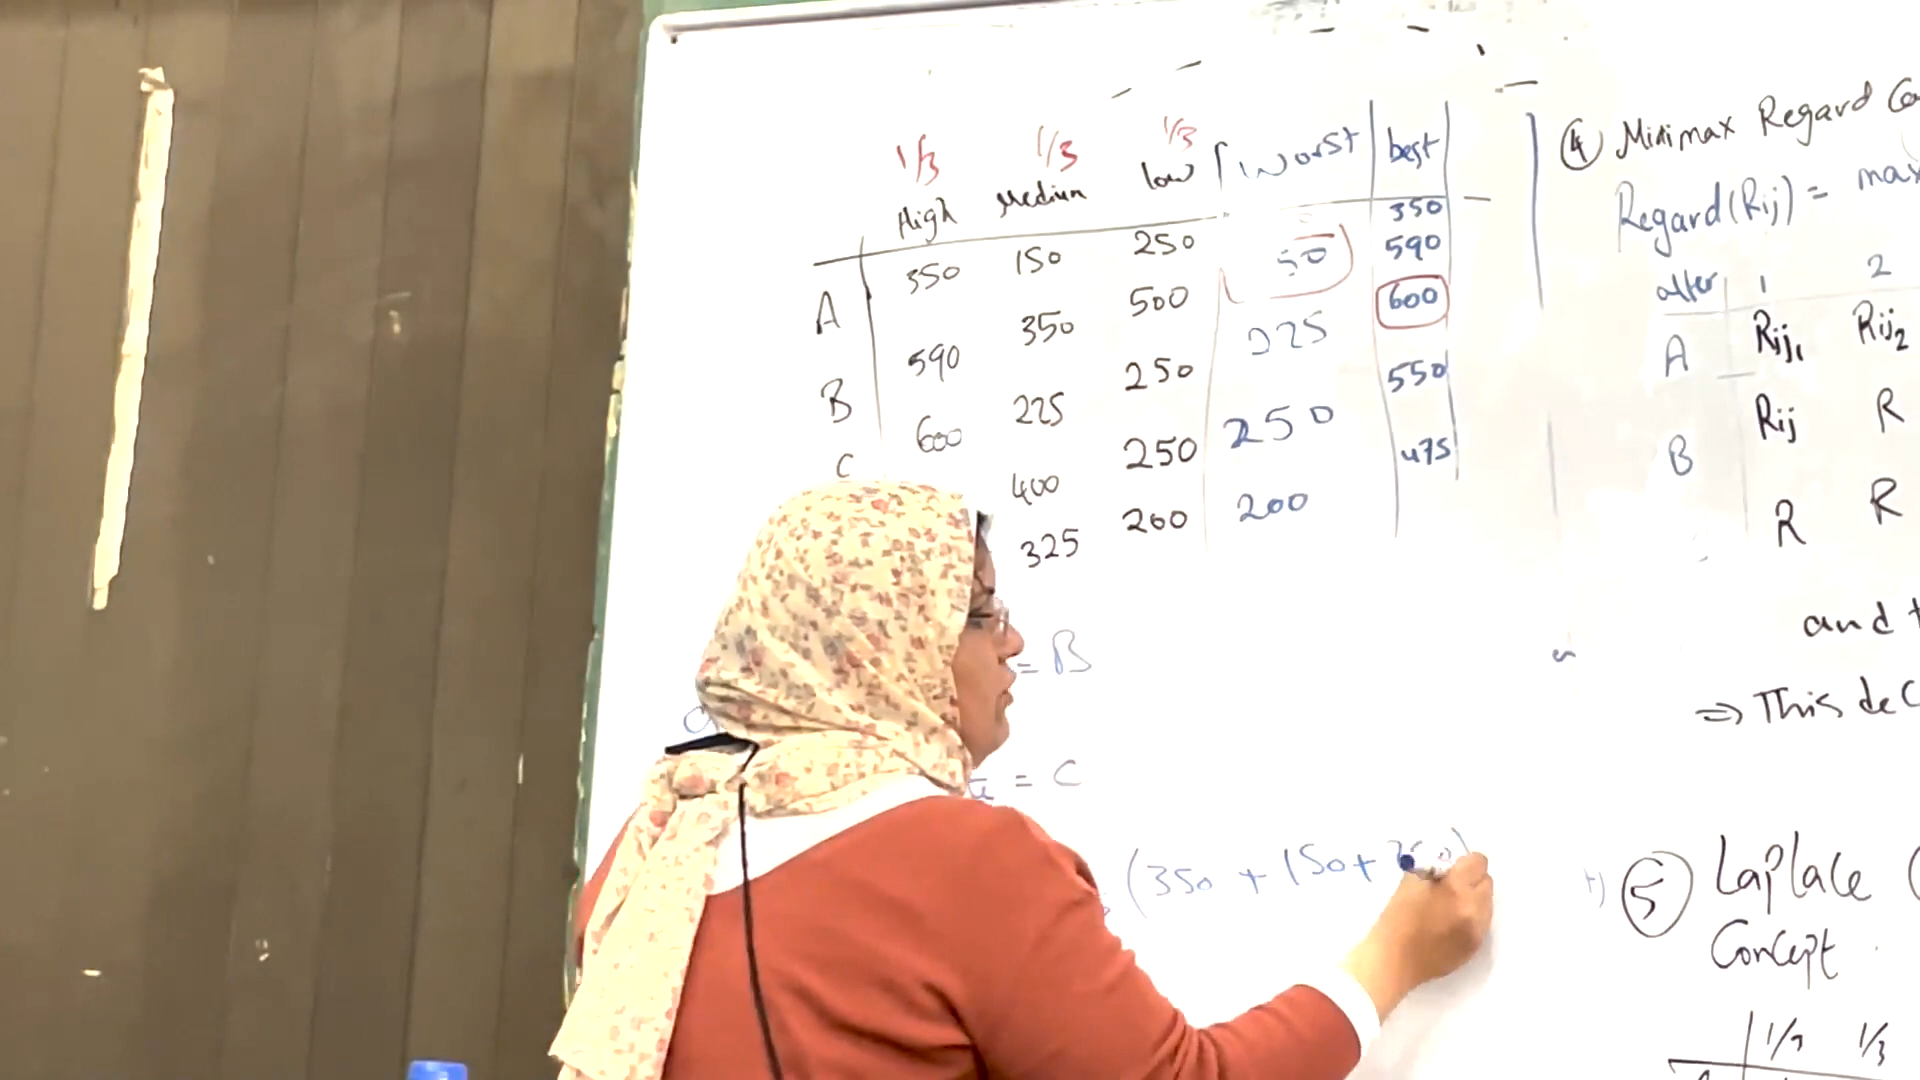 1/3 1/3 1/3
High Medium low worst best
A 350 150 250 50 350
B 590 350 500 225 590
C 600 225 250 250 600
400 250 200 550
325 200 475
= B
= C
(350 + 150 +
④ Minimax Regard
Regard (Rij) =
alter 1 2
A Rij₁ Rij₂
B Rij R
R R
and
⇒ This dec
⑤ Laplace (
Concept
1/3 1/3